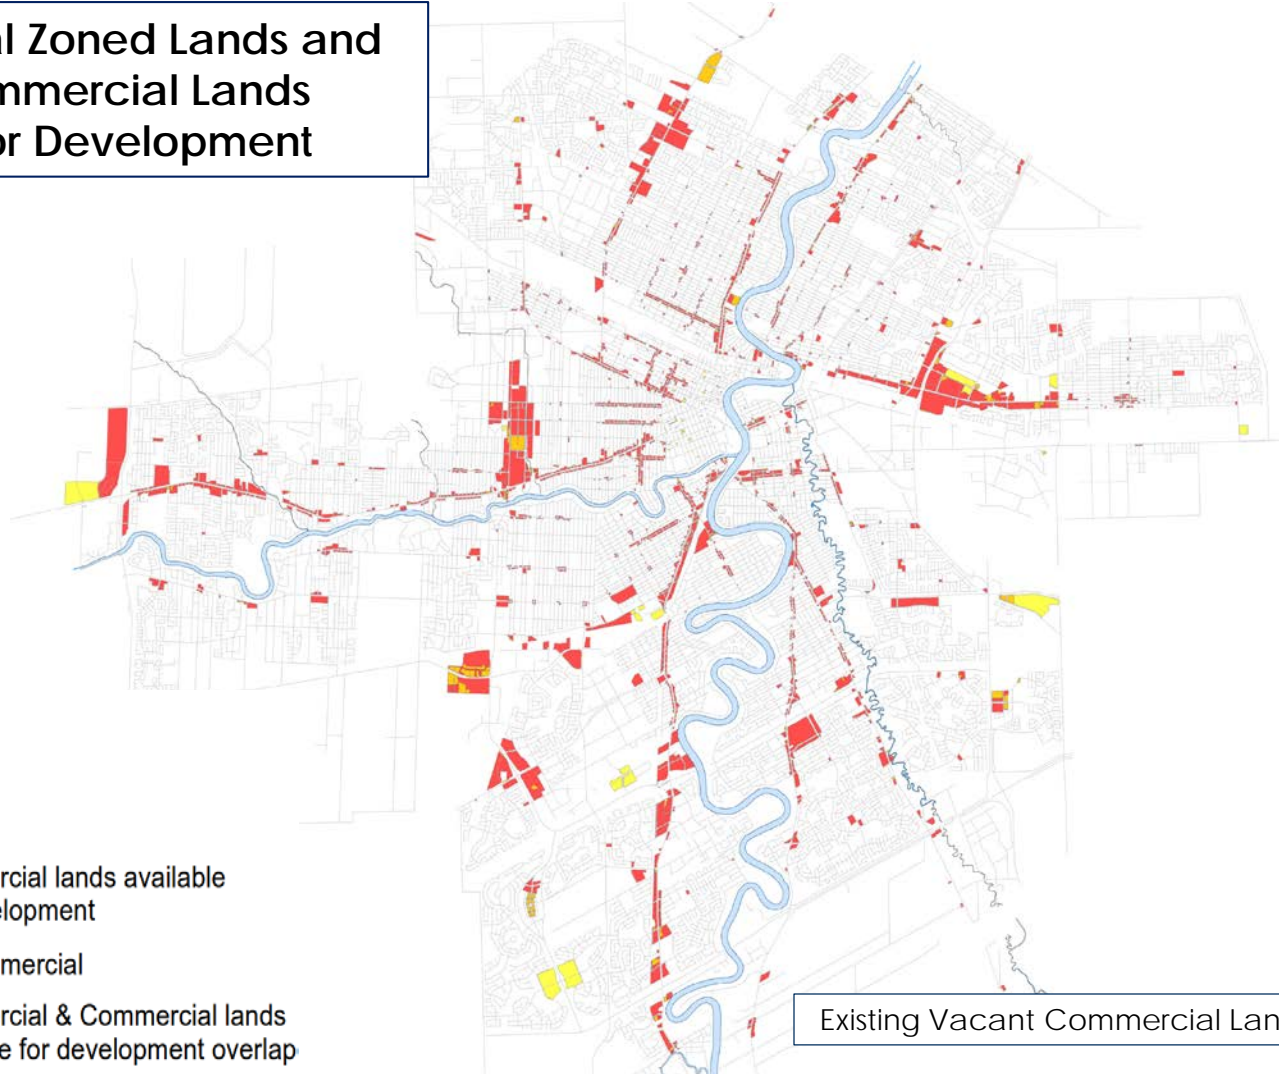 al Zoned Lands and
mmercial Lands
or Development
rcial lands available
elopment
mercial
rcial & Commercial lands
e for development overlap
Existing Vacant Commercial Lan